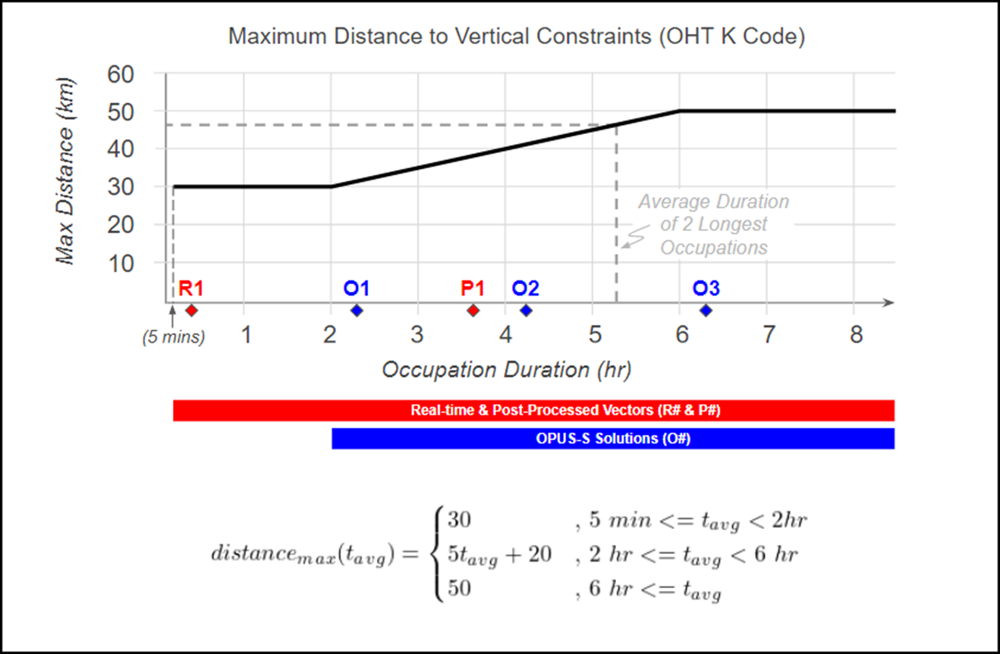 Maximum Distance to Vertical Constraints (OHT K Code)
Max Distance (km)
60
50
40
30
20
10
Average Duration
of 2 Longest
Occupations
R1
O1
P1
O2
O3
(5 mins)
1
2
3
4
5
6
7
8
Occupation Duration (hr)
Real-time & Post-Processed Vectors (R# & P#)
OPUS-S Solutions (O#)
distance_max(t_avg) = {
30 , 5 min <= t_avg < 2hr
5t_avg + 20 , 2 hr <= t_avg < 6 hr
50 , 6 hr <= t_avg